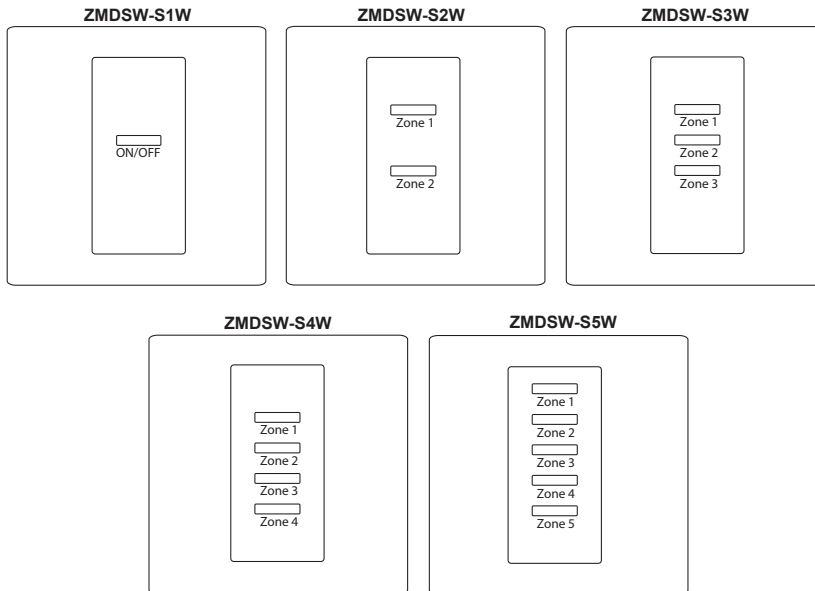 ZMDSW-S1W
ON/OFF
ZMDSW-S2W
Zone 1
Zone 2
ZMDSW-S3W
Zone 1
Zone 2
Zone 3
ZMDSW-S4W
Zone 1
Zone 2
Zone 3
Zone 4
ZMDSW-S5W
Zone 1
Zone 2
Zone 3
Zone 4
Zone 5